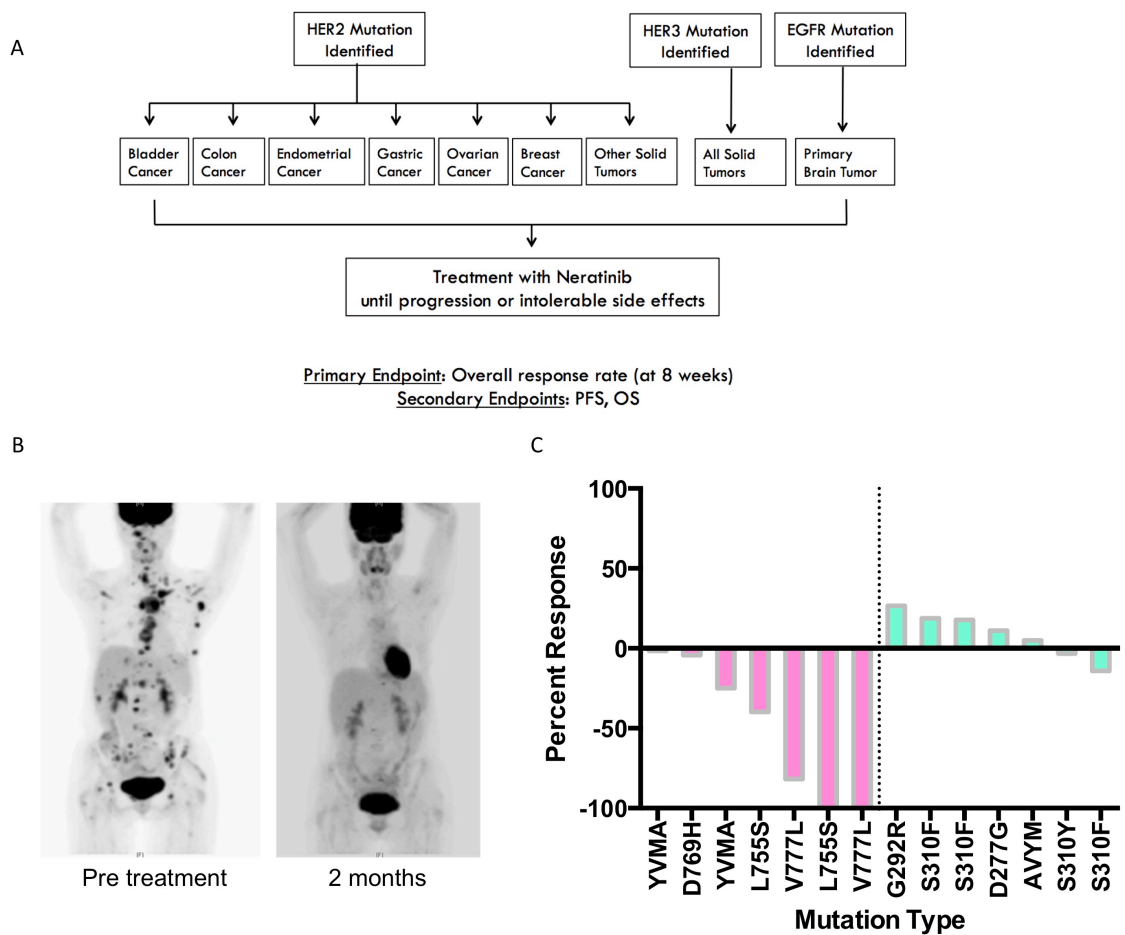 A
HER2 Mutation
Identified
HER3 Mutation
Identified
EGFR Mutation
Identified
Bladder
Cancer
Colon
Cancer
Endometrial
Cancer
Gastric
Cancer
Ovarian
Cancer
Breast
Cancer
Other Solid
Tumors
All Solid
Tumors
Primary
Brain Tumor
Treatment with Neratinib
until progression or intolerable side effects
Primary Endpoint: Overall response rate (at 8 weeks)
Secondary Endpoints: PFS, OS
B
Pre treatment
2 months
C
Percent Response
100
50
0
-50
-100
YVMA
D769H
YVMA
L755S
V777L
L755S
V777L
G292R
S310F
S310F
D277G
AVYM
S310Y
S310F
Mutation Type